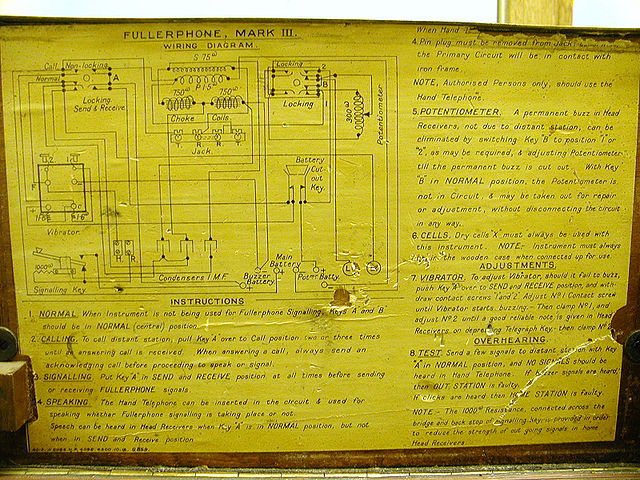 FULLERPHONE, MARK III.
WIRING DIAGRAM.
S 75ω
P 1·5ω
Call
Non-locking
Normal
A
Locking
Send & Receive
750ω
750ω
Choke Coils
T. R. R. T.
Jack
Locking
2
B
1
Locking
200ω
Potentiometer
Battery
Cut out
Key.
Vibrator
Signalling Key
1000ω
R
Condensers 1 M.F.
Buzzer
Battery
Main
Battery
Pot. Batty
L
E
INSTRUCTIONS
1. NORMAL. When Instrument is not being used for Fullerphone Signalling, Keys A and B
should be in NORMAL (central) position.
2. CALLING. To call distant station, pull Key "A" over to Call position two or three times
until an answering call is received. When answering a call, always send an
acknowledging call before proceeding to speak or signal.
3. SIGNALLING. Put Key "A" in SEND and RECEIVE position at all times before sending
or receiving FULLERPHONE signals.
4. SPEAKING. The Hand Telephone can be inserted in the circuit & used for
speaking whether Fullerphone signalling is taking place or not.
Speech can be heard in Head Receivers when Key "A" is in NORMAL position, but not
when in SEND and Receive position
When Hand
4. Pin plug must be removed from Jack
the Primary Circuit will be in contact with
iron frame.
NOTE, Authorised Persons only, should use the
Hand Telephone.
5. POTENTIOMETER. A permanent buzz in Head
Receivers, not due to distant station, can be
eliminated by switching Key "B" to position "1" or
"2", as may be required, & adjusting Potentiometer
till the permanent buzz is cut out. With Key
"B" in NORMAL position, the Potentiometer is
not in Circuit, & may be taken out for repair
or adjustment, without disconnecting the circuit
in any way.
6. CELLS. Dry cells "X" must always be used with
this instrument. NOTE: Instrument must always
be in the wooden case when connected up for use.
ADJUSTMENTS.
7. VIBRATOR. To adjust Vibrator, should it fail to buzz,
push Key "A" over to SEND and RECEIVE position, and with-
draw contact screws 1 and 2. Adjust Nº1 Contact screw
until Vibrator starts buzzing. Then clamp Nº1, and
adjust Nº2 until a good reliable note is given in Head
Receivers, on depressing Telegraph Key, then clamp Nº2
OVERHEARING
8. TEST. Send a few signals to distant station with Key
"A" in NORMAL position, and NO SIGNALS should be
heard in Hand Telephone. If buzzer signals are heard,
then OUT STATION is faulty.
If clicks are heard then HOME STATION is faulty
NOTE - The 1000ω Resistance, connected across the
bridge and back stop of signalling key is provided in order
to reduce the strength of out going signals in home
Head Receivers.